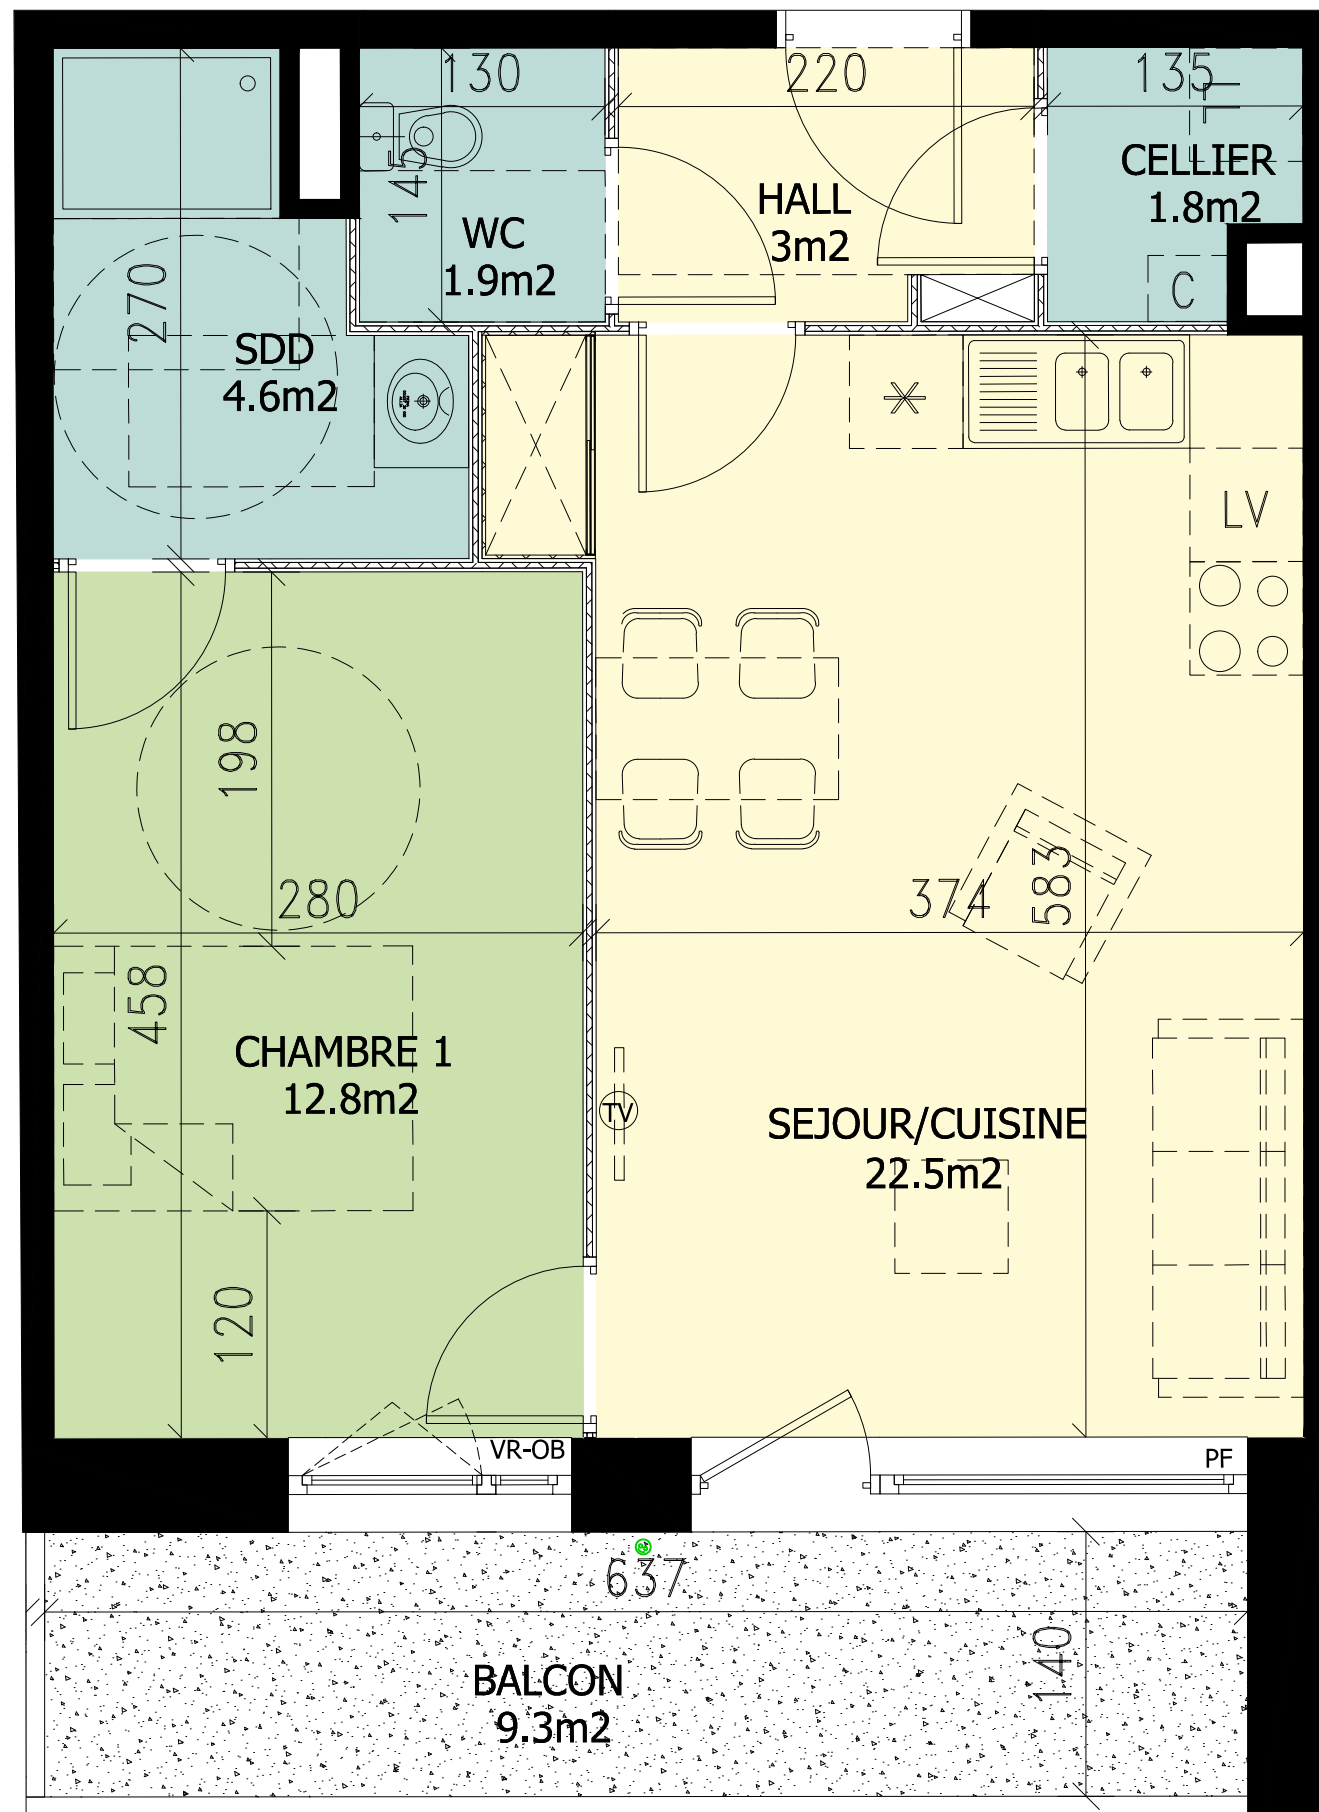 130
220
135
TT
CELLIER
1.8m2
145
HALL
3m2
WC
1.9m2
270
C
SDD
4.6m2
LV
198
280
374
583
458
CHAMBRE 1
12.8m2
TV
SEJOUR/CUISINE
22.5m2
120
VR-OB
PF
637
140
BALCON
9.3m2